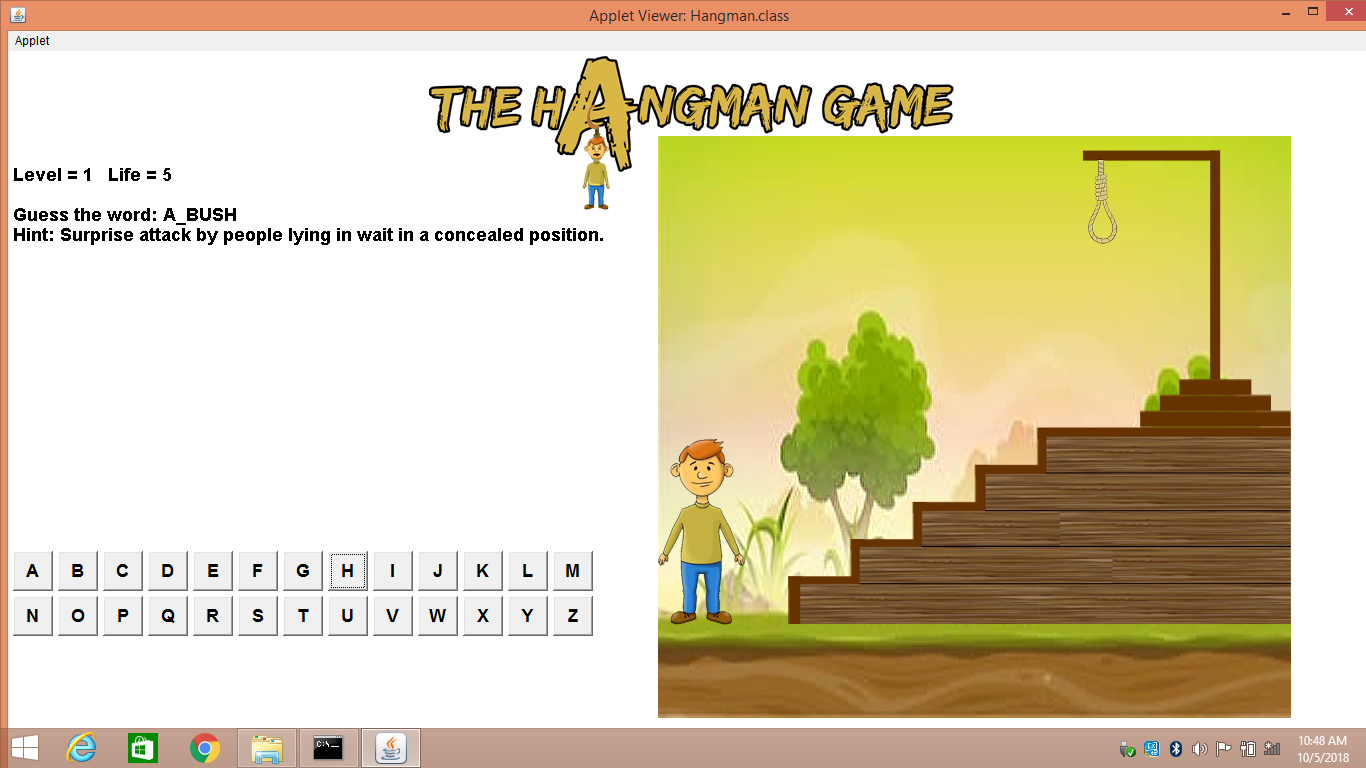 Applet Viewer: Hangman.class
Applet
THE HANGMAN GAME
Level = 1 Life = 5
Guess the word: A_BUSH
Hint: Surprise attack by people lying in wait in a concealed position.
A B C D E F G H I J K L M
N O P Q R S T U V W X Y Z
C:\_
10:48 AM
10/5/2018